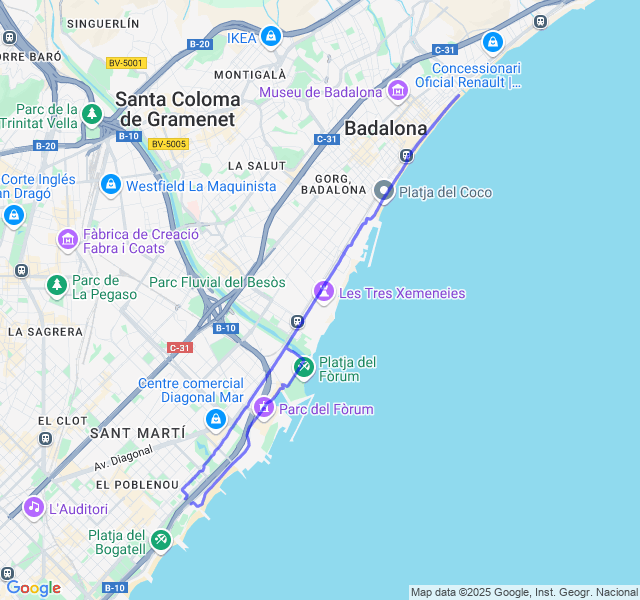 SINGUERLÍN
B-20
IKEA
C-31
ORRE BARÓ
BV-5001
MONTIGALÀ
Concessionari
Oficial Renault |…
Museu de Badalona
Santa Coloma
de Gramenet
Parc de la
Trinitat Vella
B-10
B-20
BV-5005
C-31
Badalona
LA SALUT
GORG,
BADALONA
Corte Inglés
an Dragó
Westfield La Maquinista
Platja del Coco
Fàbrica de Creació
Fabra i Coats
Parc de
La Pegaso
Parc Fluvial del Besòs
Les Tres Xemeneies
LA SAGRERA
B-10
C-31
Platja del
Fòrum
Centre comercial
Diagonal Mar
Parc del Fòrum
EL CLOT
SANT MARTÍ
Av. Diagonal
EL POBLENOU
L'Auditori
Platja del
Bogatell
B-10
Google
Map data ©2025 Google, Inst. Geogr. Nacional